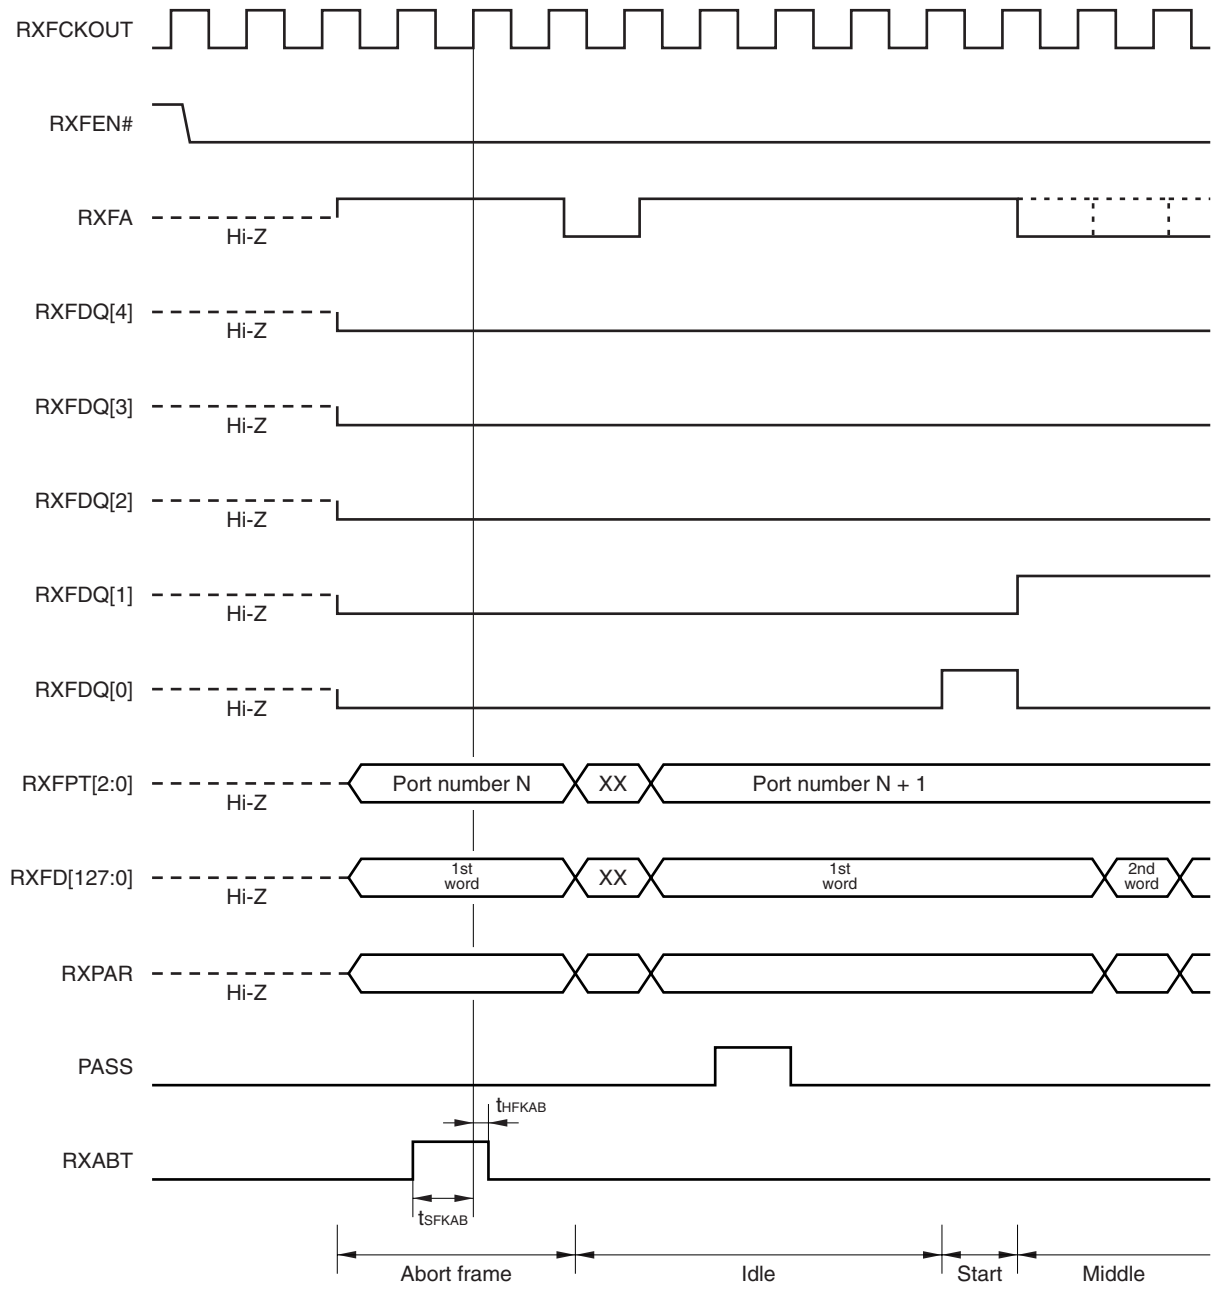 RXFCKOUT
RXFEN#
RXFA
Hi-Z
RXFDQ[4]
Hi-Z
RXFDQ[3]
Hi-Z
RXFDQ[2]
Hi-Z
RXFDQ[1]
Hi-Z
RXFDQ[0]
Hi-Z
RXFPT[2:0]
Hi-Z
Port number N
XX
Port number N + 1
RXFD[127:0]
Hi-Z
1st
word
XX
1st
word
2nd
word
RXPAR
Hi-Z
PASS
tHFKAB
RXABT
tSFKAB
Abort frame
Idle
Start
Middle